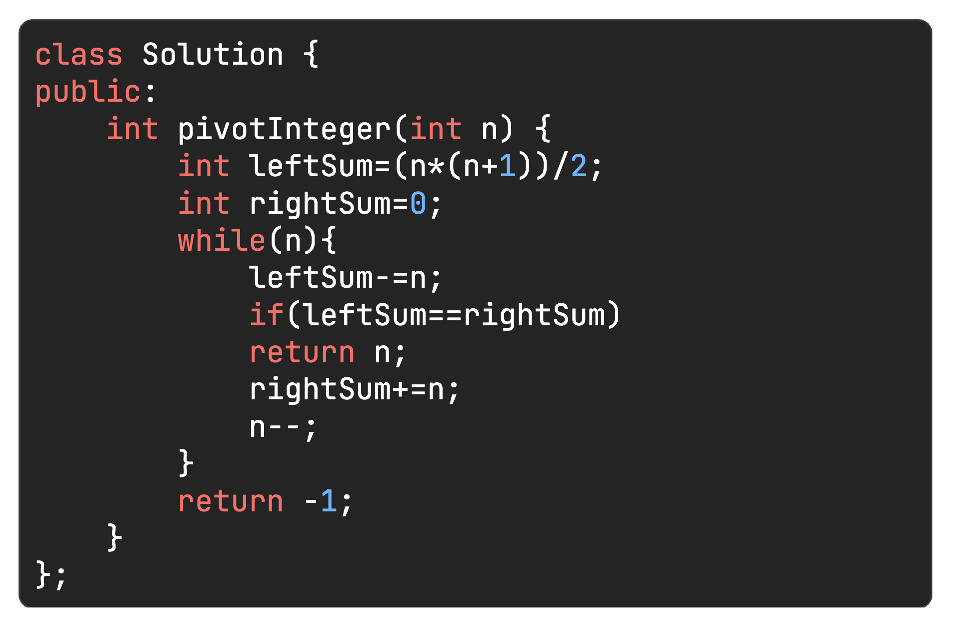 class Solution {
public:
    int pivotInteger(int n) {
        int leftSum=(n*(n+1))/2;
        int rightSum=0;
        while(n){
            leftSum-=n;
            if(leftSum==rightSum)
            return n;
            rightSum+=n;
            n--;
        }
        return -1;
    }
};